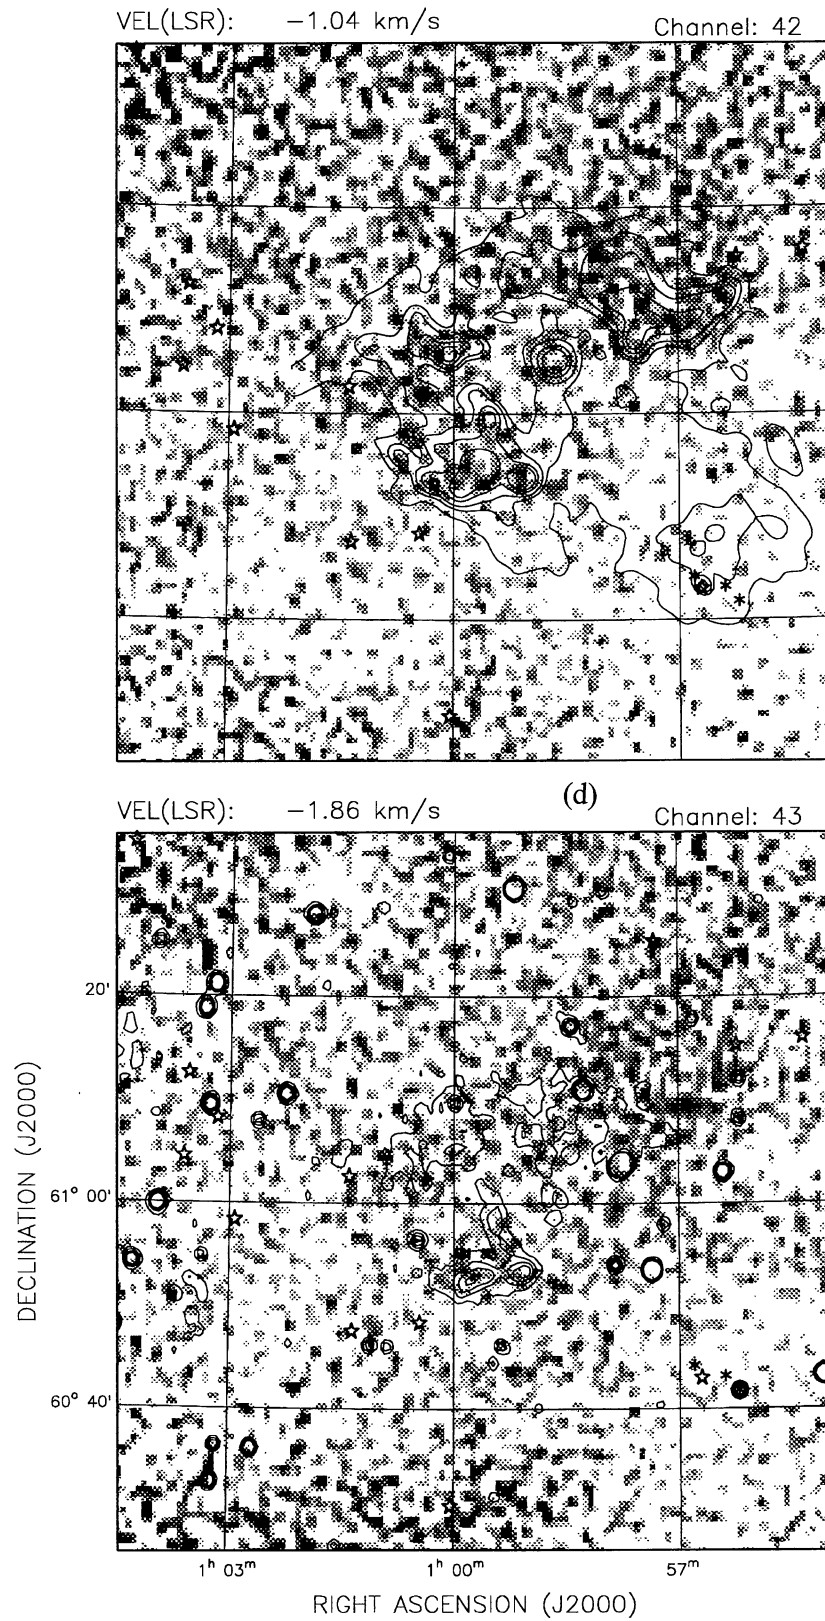 VEL(LSR): −1.04 km/s Channel: 42
(d)
VEL(LSR): −1.86 km/s Channel: 43
20'
61° 00'
60° 40'
DECLINATION (J2000)
1ʰ 03ᵐ 1ʰ 00ᵐ 57ᵐ
RIGHT ASCENSION (J2000)